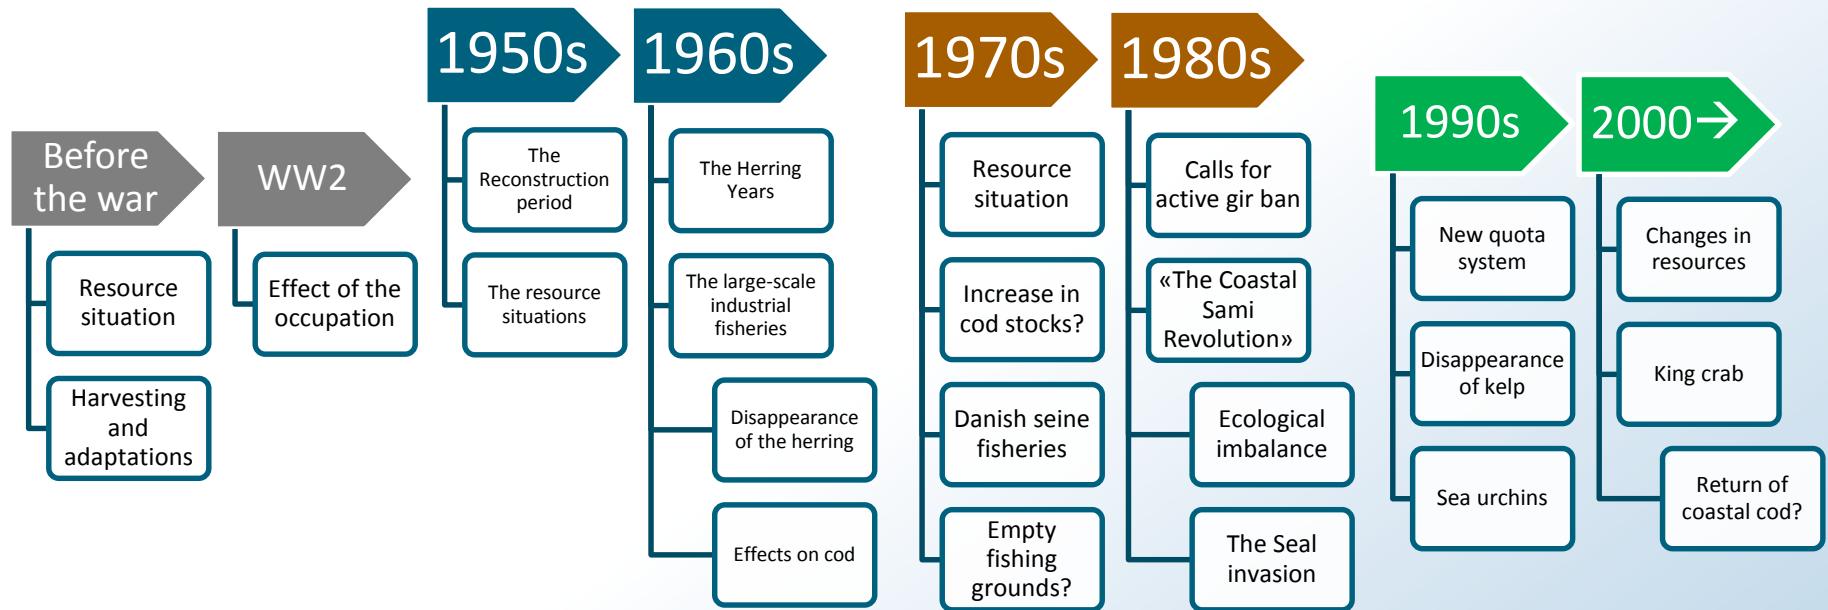 Before
the war
Resource
situation
Harvesting
and
adaptations
WW2
Effect of the
occupation
1950s
The
Reconstruction
period
The resource
situations
1960s
The Herring
Years
The large-scale
industrial
fisheries
Disappearance
of the herring
Effects on cod
1970s
Resource
situation
Increase in
cod stocks?
Danish seine
fisheries
Empty
fishing
grounds?
1980s
Calls for
active gir ban
«The Coastal
Sami
Revolution»
Ecological
imbalance
The Seal
invasion
1990s
New quota
system
Disappearance
of kelp
Sea urchins
2000→
Changes in
resources
King crab
Return of
coastal cod?